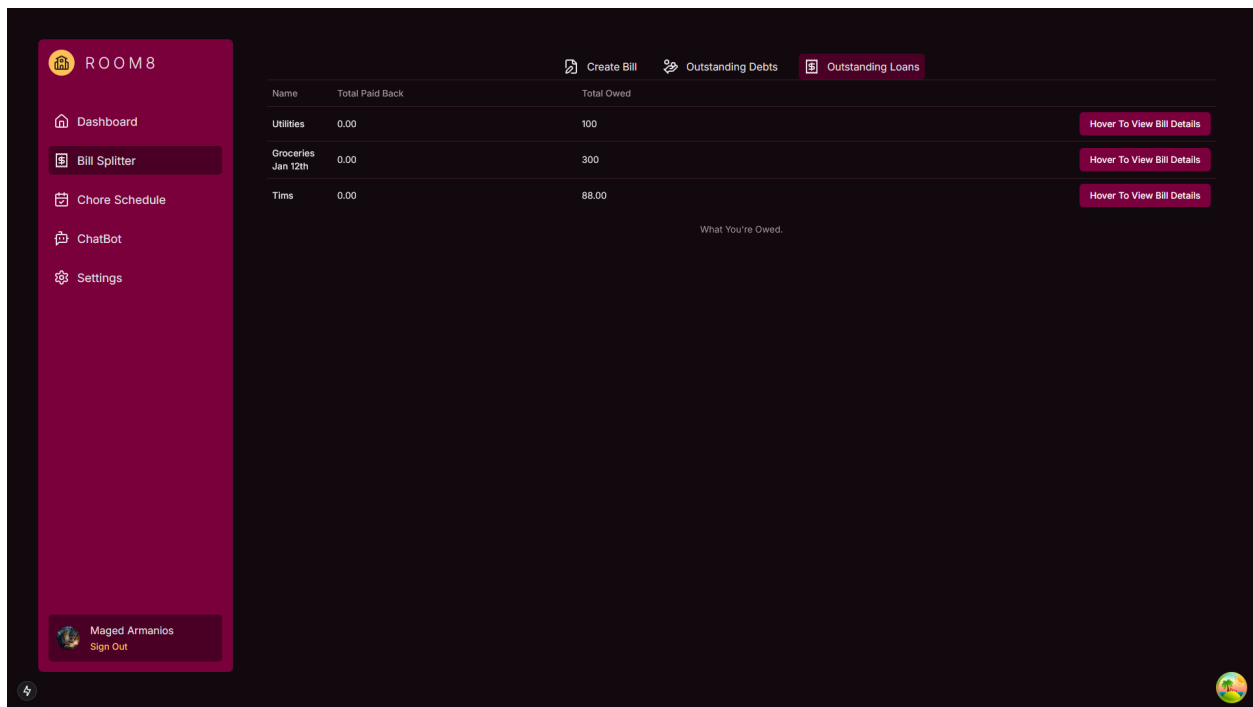 ROOM8
Dashboard
Bill Splitter
Chore Schedule
ChatBot
Settings
Maged Armanios
Sign Out
Create Bill
Outstanding Debts
Outstanding Loans
Name
Total Paid Back
Total Owed
Utilities
0.00
100
Hover To View Bill Details
Groceries
Jan 12th
0.00
300
Hover To View Bill Details
Tims
0.00
88.00
Hover To View Bill Details
What You're Owed.